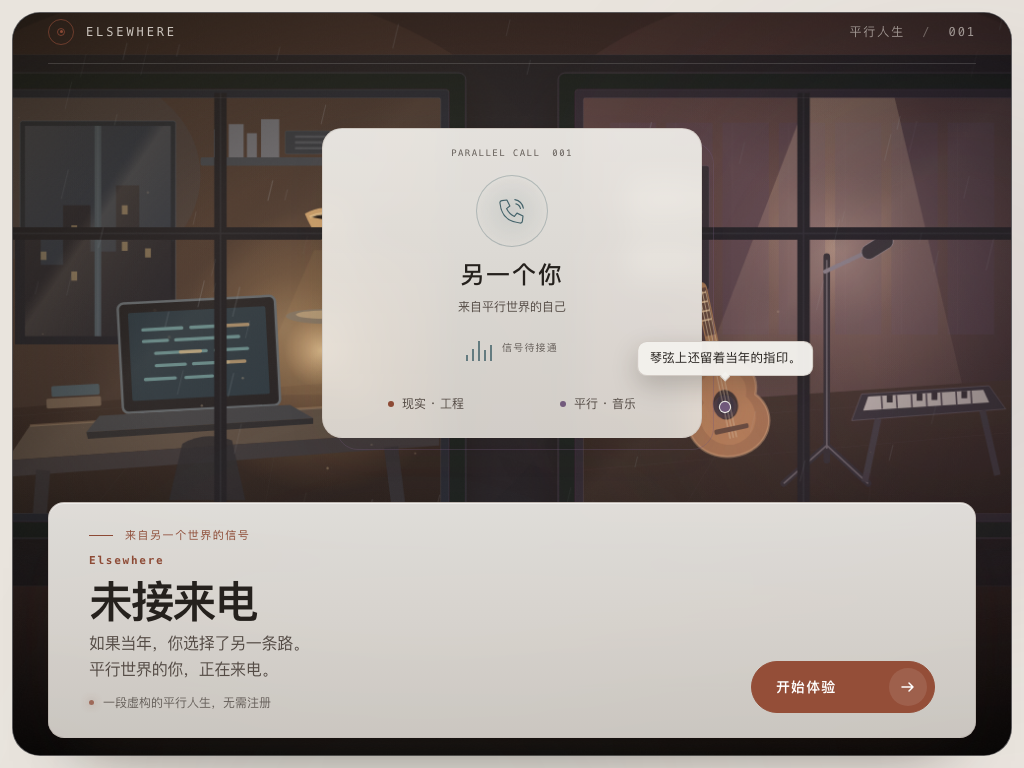 ELSEWHERE
平行人生 / 001
PARALLEL CALL 001
另一个你
来自平行世界的自己
信号待接通
琴弦上还留着当年的指印。
现实 · 工程
平行 · 音乐
来自另一个世界的信号
Elsewhere
未接来电
如果当年，你选择了另一条路。
平行世界的你，正在来电。
一段虚构的平行人生，无需注册
开始体验